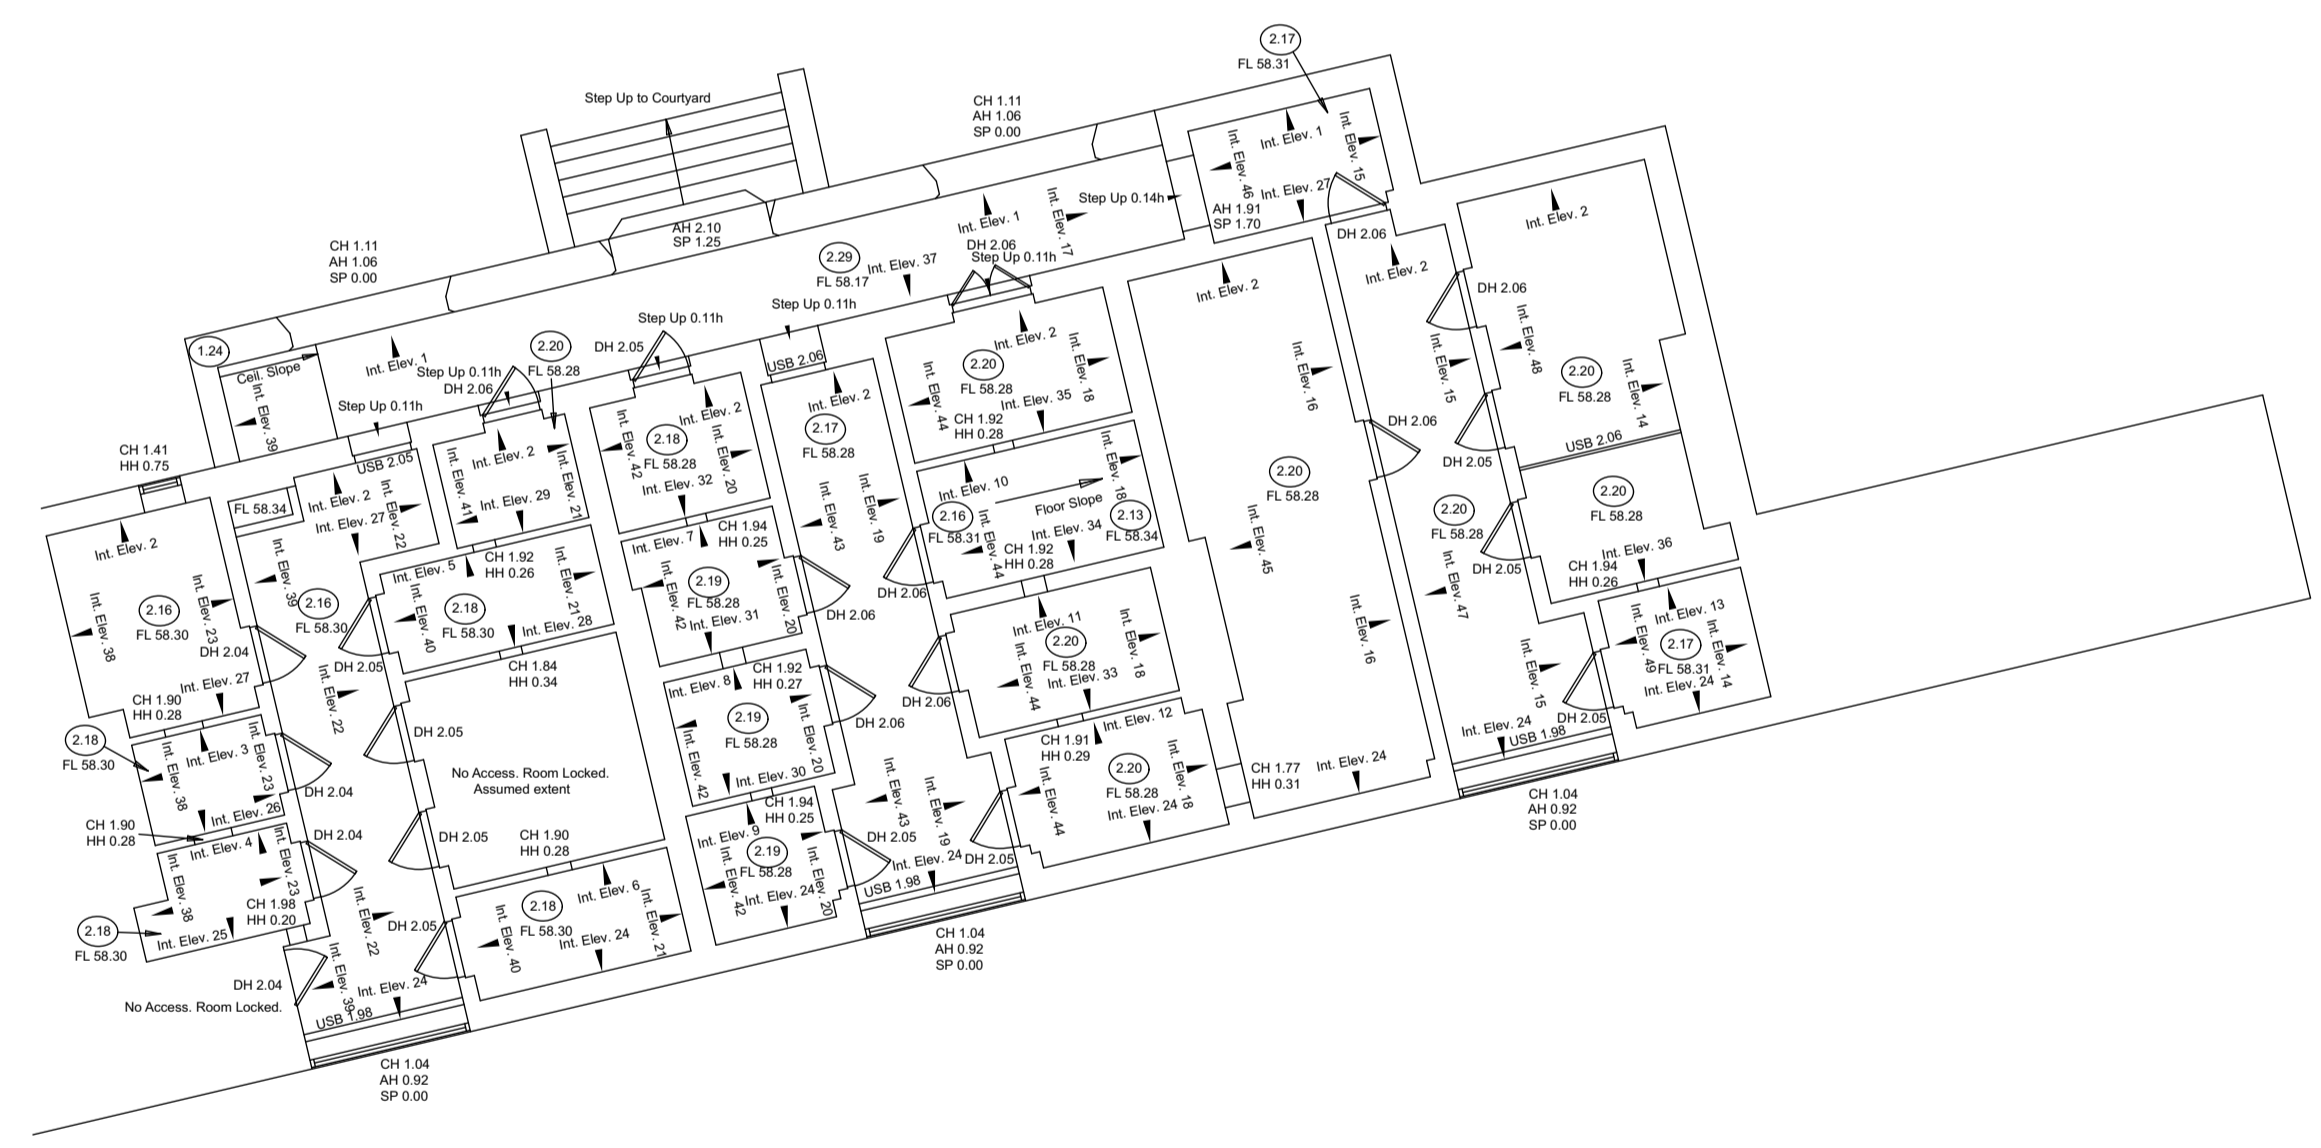 2.17
FL 58.31
Step Up to Courtyard
CH 1.11
AH 1.06
SP 0.00
Int. Elev. 1
Int. Elev. 15
Int. Elev. 46
Int. Elev. 27
AH 1.91
SP 1.70
DH 2.06
Step Up 0.14h
Int. Elev. 17
Int. Elev. 1
AH 2.10
SP 1.25
CH 1.11
AH 1.06
SP 0.00
2.29
FL 58.17
Int. Elev. 37
DH 2.06
Step Up 0.11h
Step Up 0.11h
Step Up 0.11h
DH 2.05
USB 2.06
1.24
Ceil. Slope
Int. Elev. 39
Int. Elev. 1
Step Up 0.11h
DH 2.06
2.20
FL 58.28
Step Up 0.11h
USB 2.05
CH 1.41
HH 0.75
Int. Elev. 2
Int. Elev. 38
2.16
FL 58.30
Int. Elev. 23
DH 2.04
Int. Elev. 27
CH 1.90
HH 0.28
FL 58.34
Int. Elev. 2
Int. Elev. 27
Int. Elev. 22
Int. Elev. 39
2.16
FL 58.30
Int. Elev. 22
DH 2.05
Int. Elev. 2
Int. Elev. 41
Int. Elev. 29
Int. Elev. 21
CH 1.92
HH 0.26
Int. Elev. 5
Int. Elev. 40
2.18
FL 58.30
Int. Elev. 21
Int. Elev. 28
CH 1.84
HH 0.34
DH 2.05
No Access. Room Locked.
Assumed extent
DH 2.05
CH 1.90
HH 0.28
2.18
FL 58.30
Int. Elev. 3
Int. Elev. 38
Int. Elev. 23
Int. Elev. 26
DH 2.04
CH 1.90
HH 0.28
Int. Elev. 4
Int. Elev. 38
Int. Elev. 23
DH 2.04
CH 1.98
HH 0.20
Int. Elev. 25
2.18
FL 58.30
DH 2.04
No Access. Room Locked.
Int. Elev. 22
Int. Elev. 39
Int. Elev. 24
USB 1.98
CH 1.04
AH 0.92
SP 0.00
DH 2.05
Int. Elev. 6
2.18
FL 58.30
Int. Elev. 40
Int. Elev. 24
Int. Elev. 21
Int. Elev. 2
Int. Elev. 42
2.18
FL 58.28
Int. Elev. 20
Int. Elev. 32
CH 1.94
HH 0.25
Int. Elev. 7
2.19
FL 58.28
Int. Elev. 42
Int. Elev. 20
Int. Elev. 31
DH 2.06
CH 1.92
HH 0.27
Int. Elev. 8
2.19
FL 58.28
Int. Elev. 42
Int. Elev. 20
Int. Elev. 30
DH 2.06
CH 1.94
HH 0.25
Int. Elev. 9
2.19
FL 58.28
Int. Elev. 42
Int. Elev. 20
Int. Elev. 24
DH 2.05
Int. Elev. 2
2.17
FL 58.28
Int. Elev. 43
Int. Elev. 19
DH 2.06
DH 2.06
Int. Elev. 43
Int. Elev. 19
Int. Elev. 24
USB 1.98
DH 2.05
CH 1.04
AH 0.92
SP 0.00
Int. Elev. 2
2.20
FL 58.28
Int. Elev. 44
Int. Elev. 18
Int. Elev. 35
CH 1.92
HH 0.28
Int. Elev. 10
Int. Elev. 18
Floor Slope
2.16
FL 58.31
2.13
FL 58.34
Int. Elev. 44
Int. Elev. 34
CH 1.92
HH 0.28
Int. Elev. 11
2.20
FL 58.28
Int. Elev. 44
Int. Elev. 18
Int. Elev. 33
CH 1.91
HH 0.29
Int. Elev. 12
2.20
FL 58.28
Int. Elev. 44
Int. Elev. 18
Int. Elev. 24
Int. Elev. 2
Int. Elev. 16
2.20
FL 58.28
Int. Elev. 45
Int. Elev. 16
CH 1.77
HH 0.31
Int. Elev. 24
DH 2.06
Int. Elev. 2
DH 2.06
Int. Elev. 15
DH 2.05
2.20
FL 58.28
DH 2.05
Int. Elev. 47
Int. Elev. 15
DH 2.05
Int. Elev. 24
USB 1.98
CH 1.04
AH 0.92
SP 0.00
Int. Elev. 2
Int. Elev. 48
2.20
FL 58.28
Int. Elev. 14
USB 2.06
2.20
FL 58.28
Int. Elev. 36
CH 1.94
HH 0.26
Int. Elev. 13
2.17
FL 58.31
Int. Elev. 49
Int. Elev. 14
Int. Elev. 24